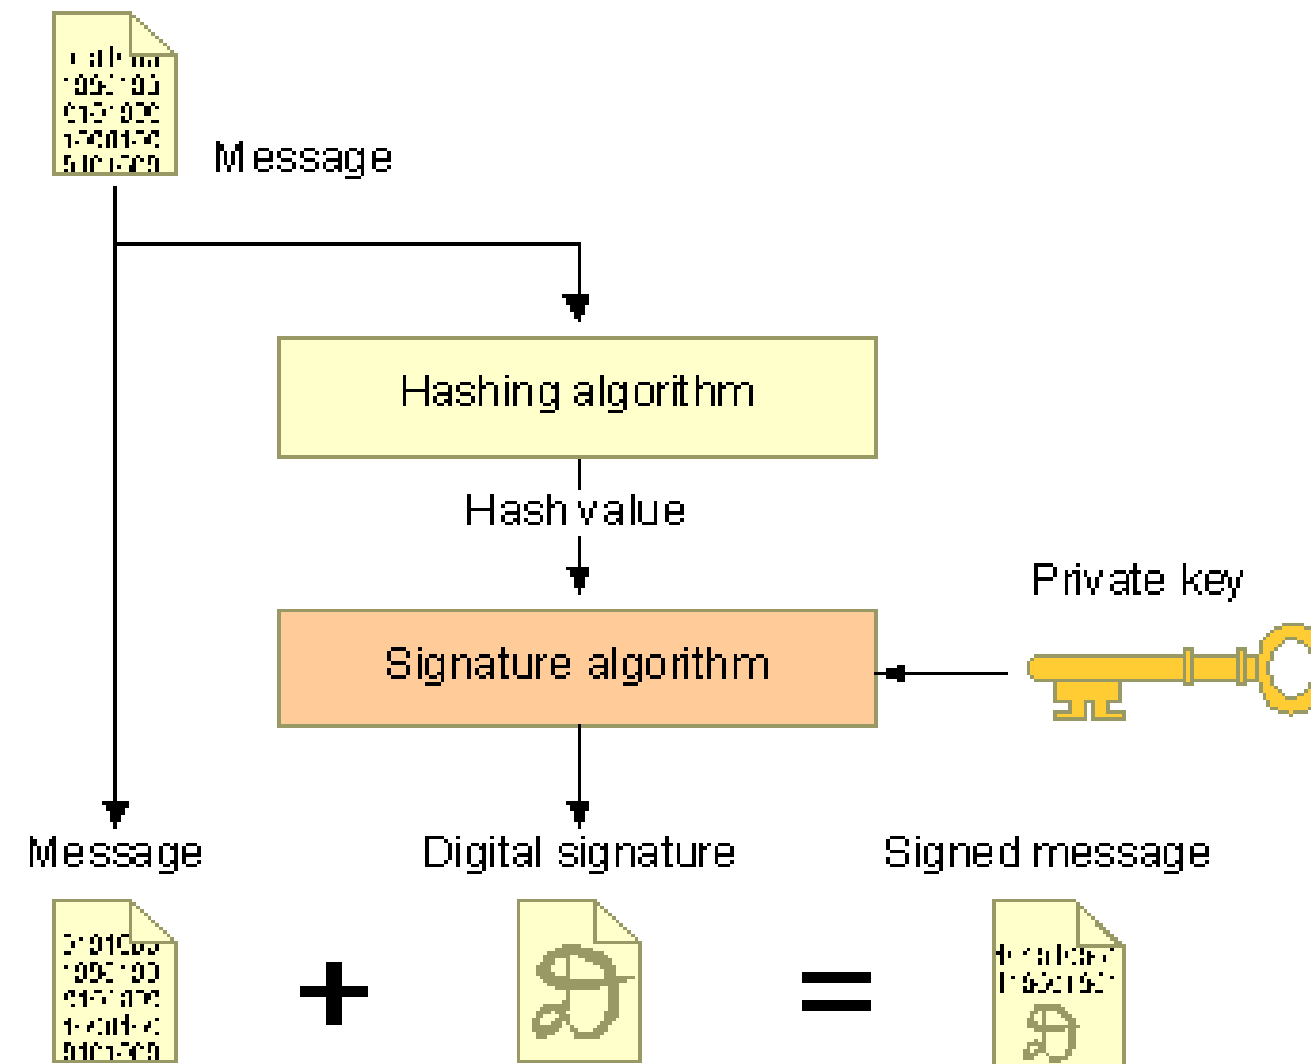 Message
Hashing algorithm
Hash value
Private key
Signature algorithm
Message
Digital signature
Signed message
+
=